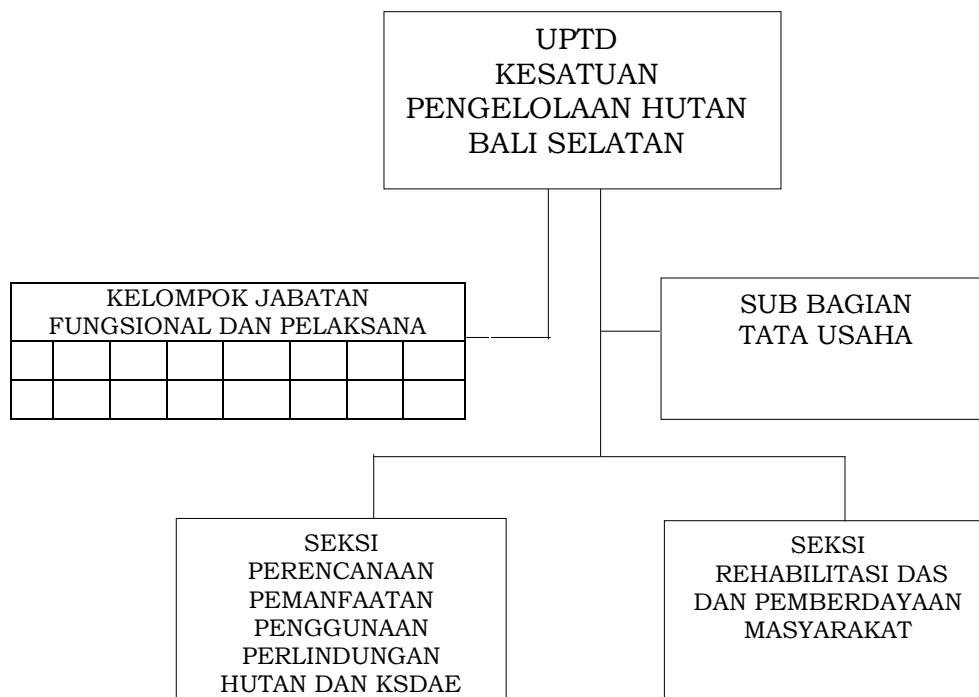 UPTD
KESATUAN
PENGELOLAAN HUTAN
BALI SELATAN
KELOMPOK JABATAN
FUNGSIONAL DAN PELAKSANA
SUB BAGIAN
TATA USAHA
SEKSI
PERENCANAAN
PEMANFAATAN
PENGGUNAAN
PERLINDUNGAN
HUTAN DAN KSDAE
SEKSI
REHABILITASI DAS
DAN PEMBERDAYAAN
MASYARAKAT